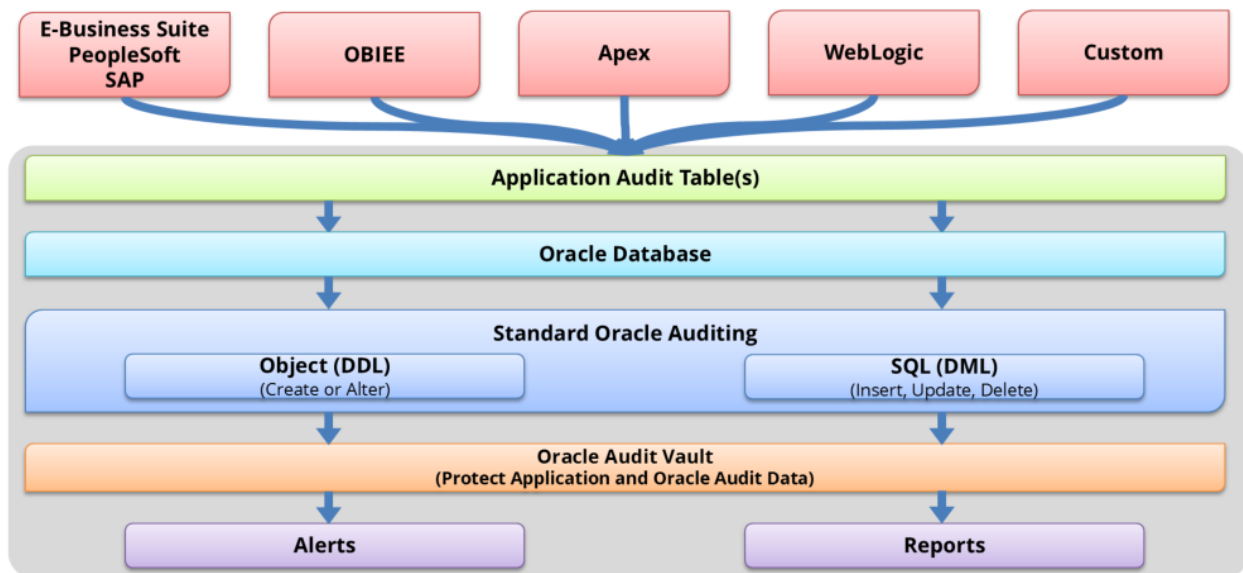 E-Business Suite
PeopleSoft
SAP
OBIEE
Apex
WebLogic
Custom
Application Audit Table(s)
Oracle Database
Standard Oracle Auditing
Object (DDL)
(Create or Alter)
SQL (DML)
(Insert, Update, Delete)
Oracle Audit Vault
(Protect Application and Oracle Audit Data)
Alerts
Reports